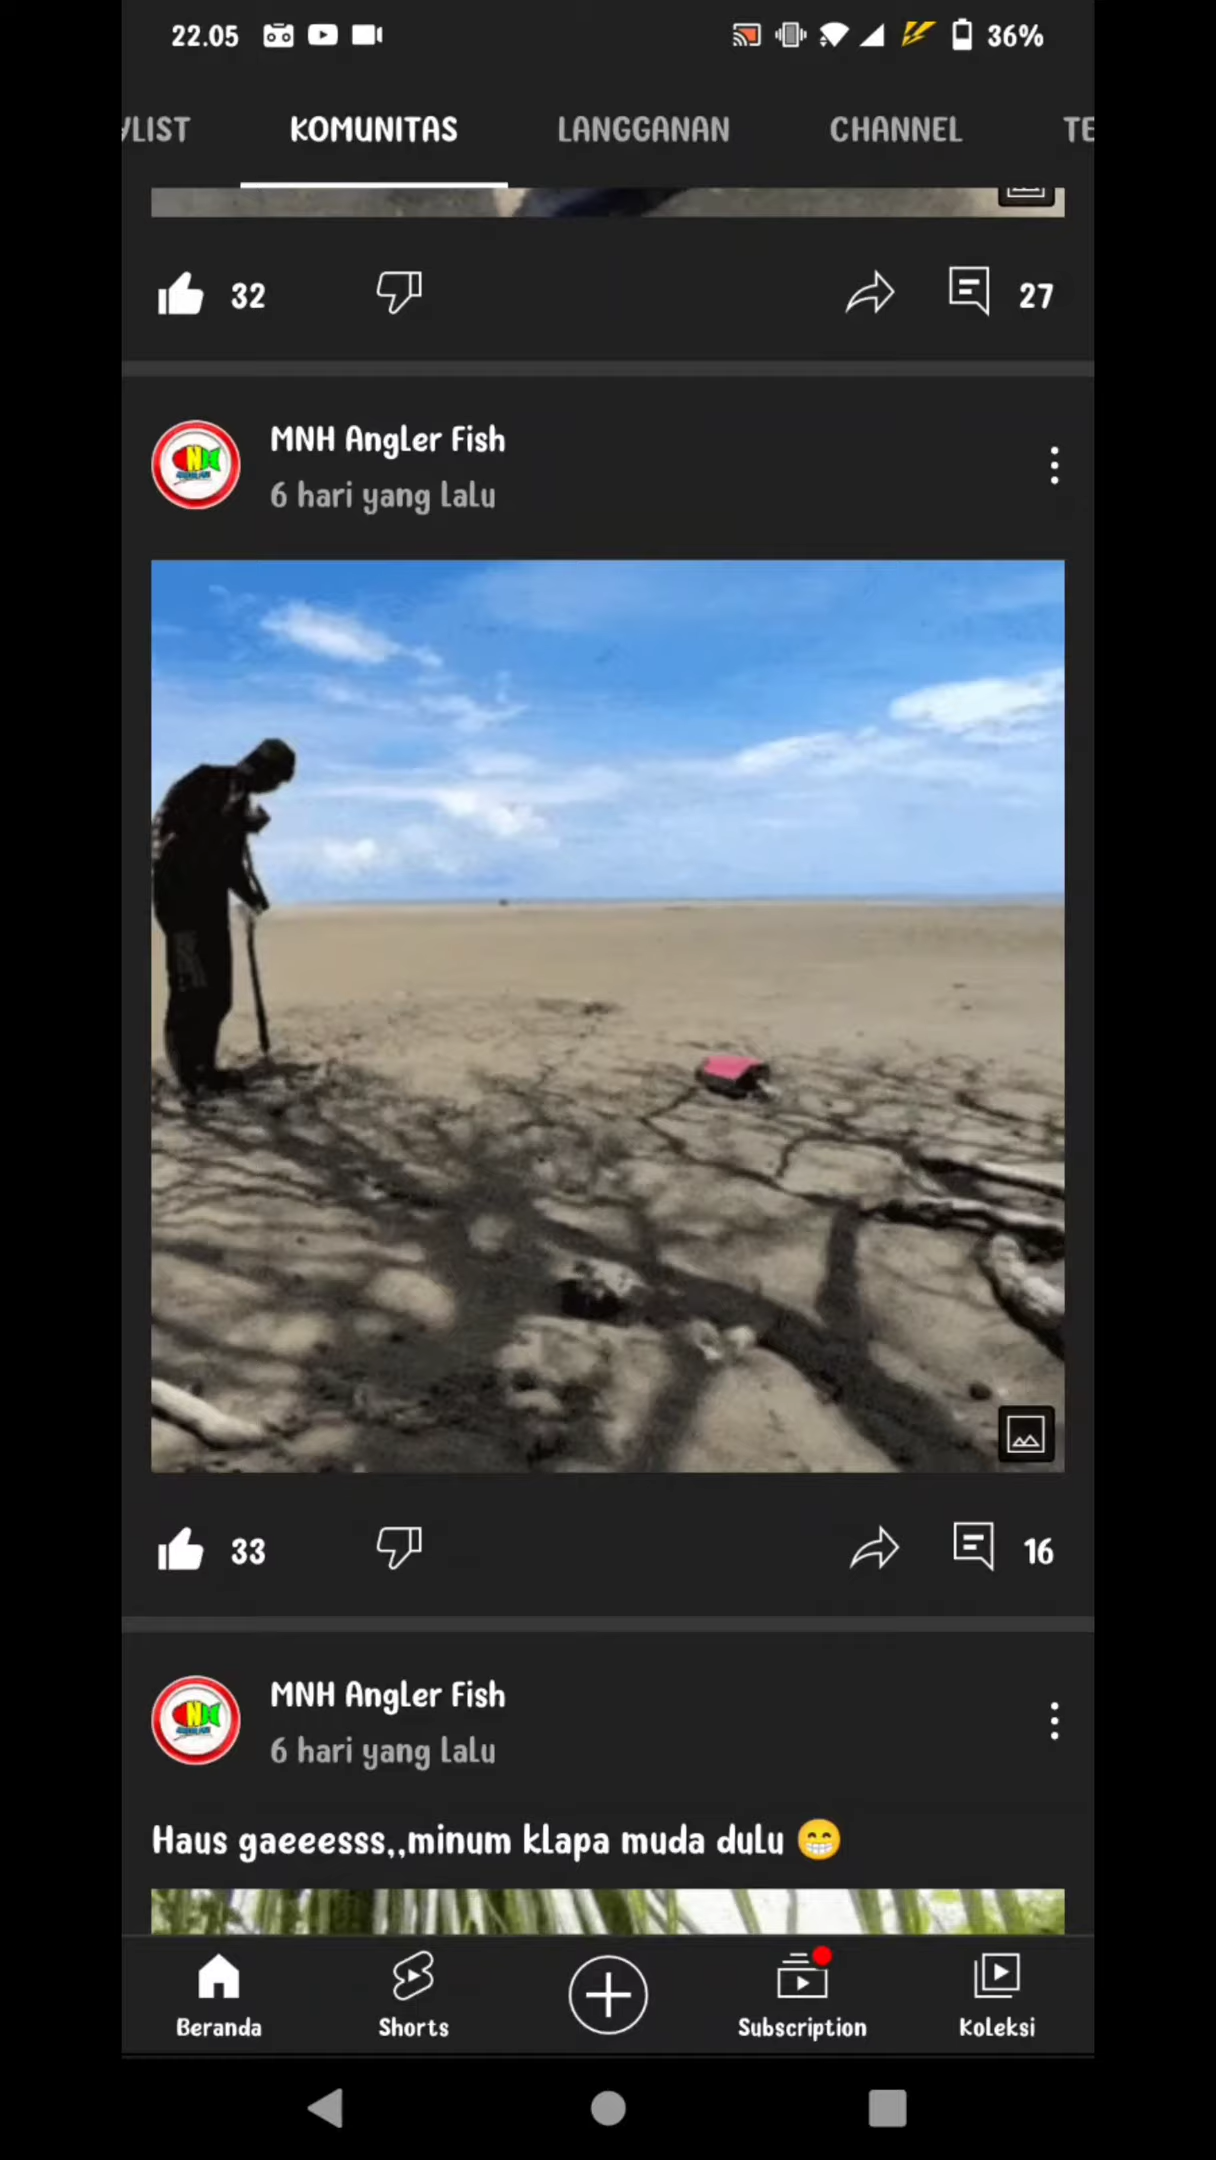 22.05
36%
YLIST KOMUNITAS LANGGANAN CHANNEL TE
32 27
MNH Angler Fish
6 hari yang lalu
33 16
MNH Angler Fish
6 hari yang lalu
Haus gaeeesss,,minum klapa muda dulu 😁
Beranda Shorts Subscription Koleksi